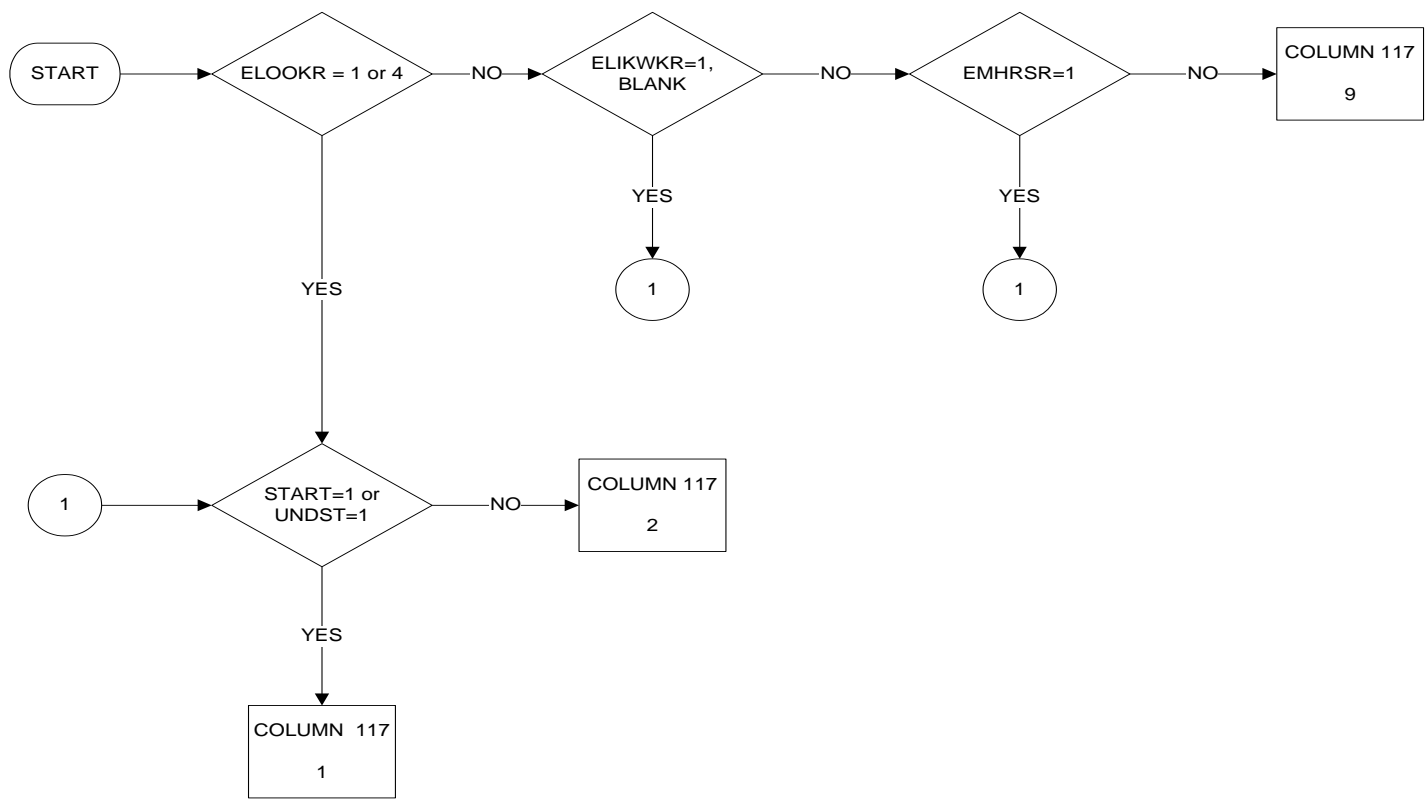 START
ELOOKR = 1 or 4
NO
ELIKWKR=1,
BLANK
NO
EMHRSR=1
NO
COLUMN 117
9
YES
YES
1
1
YES
1
START=1 or
UNDST=1
NO
COLUMN 117
2
YES
COLUMN 117
1